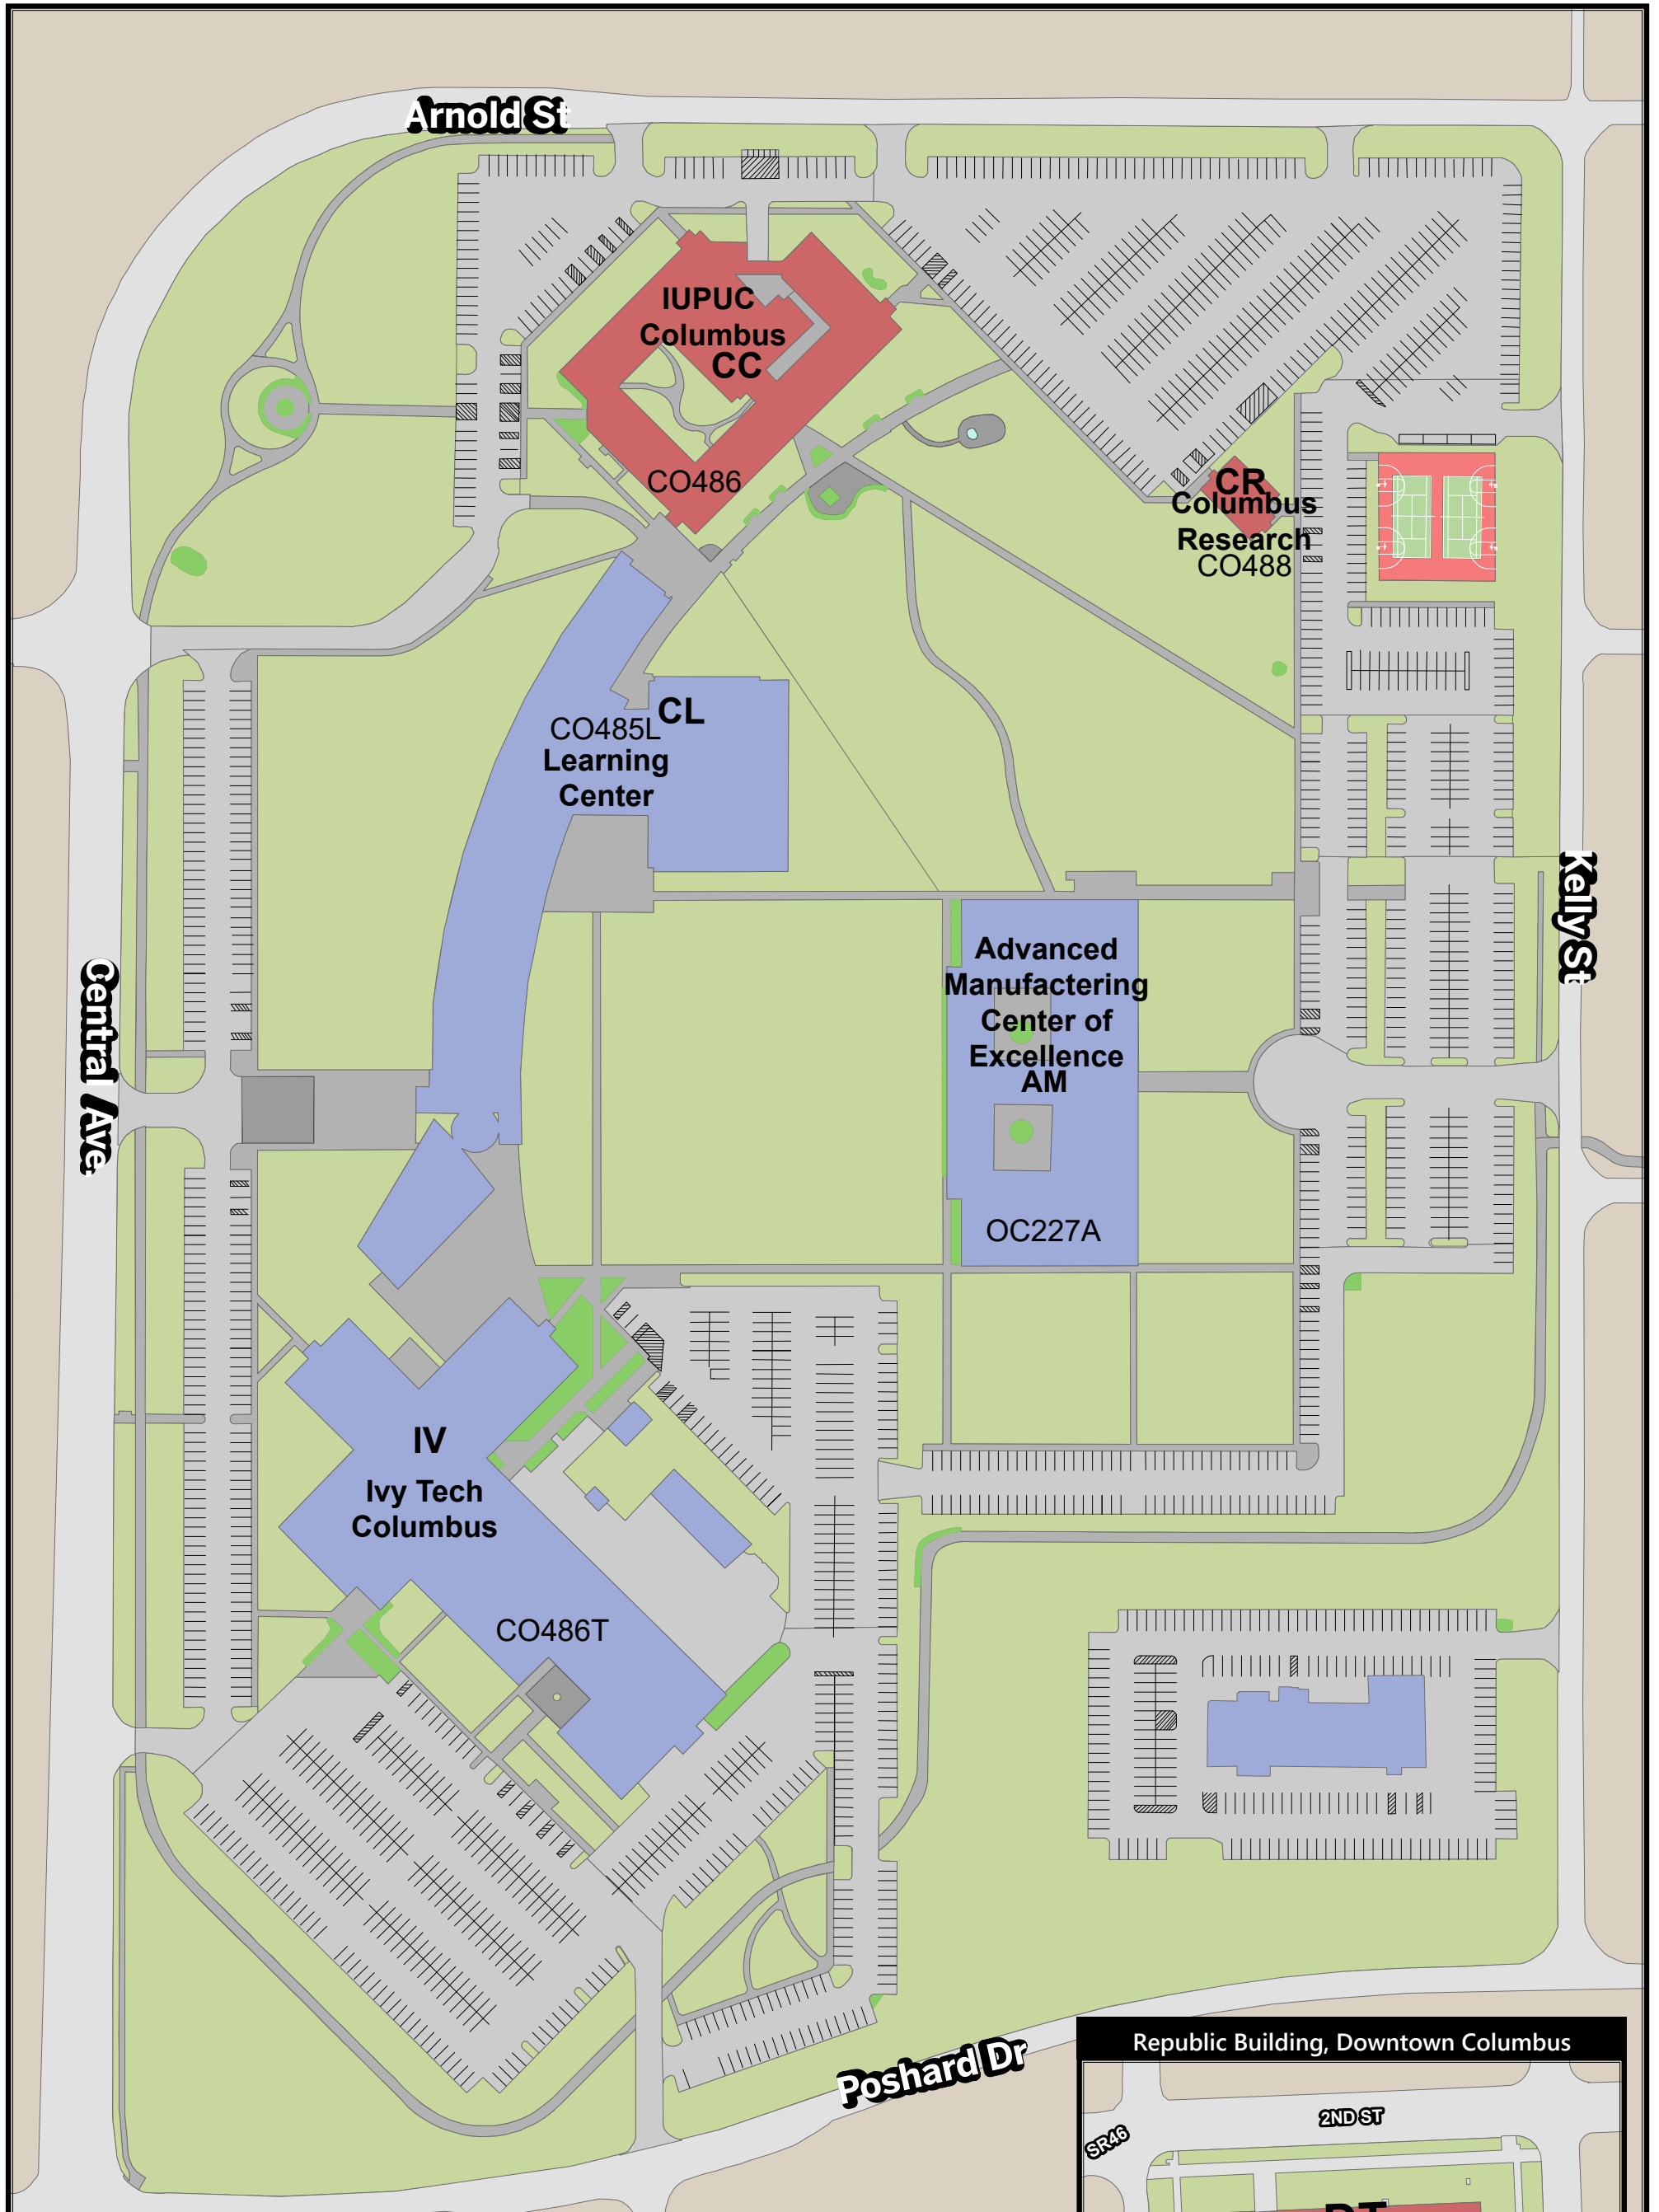 Arnold St
IUPUC
Columbus
CC
CO486
CR
Columbus
Research
CO488
CL
CO485L
Learning
Center
Kelly St
Central Ave.
Advanced
Manufactering
Center of
Excellence
AM
OC227A
IV
Ivy Tech
Columbus
CO486T
Poshard Dr
Republic Building, Downtown Columbus
2ND ST
SR46